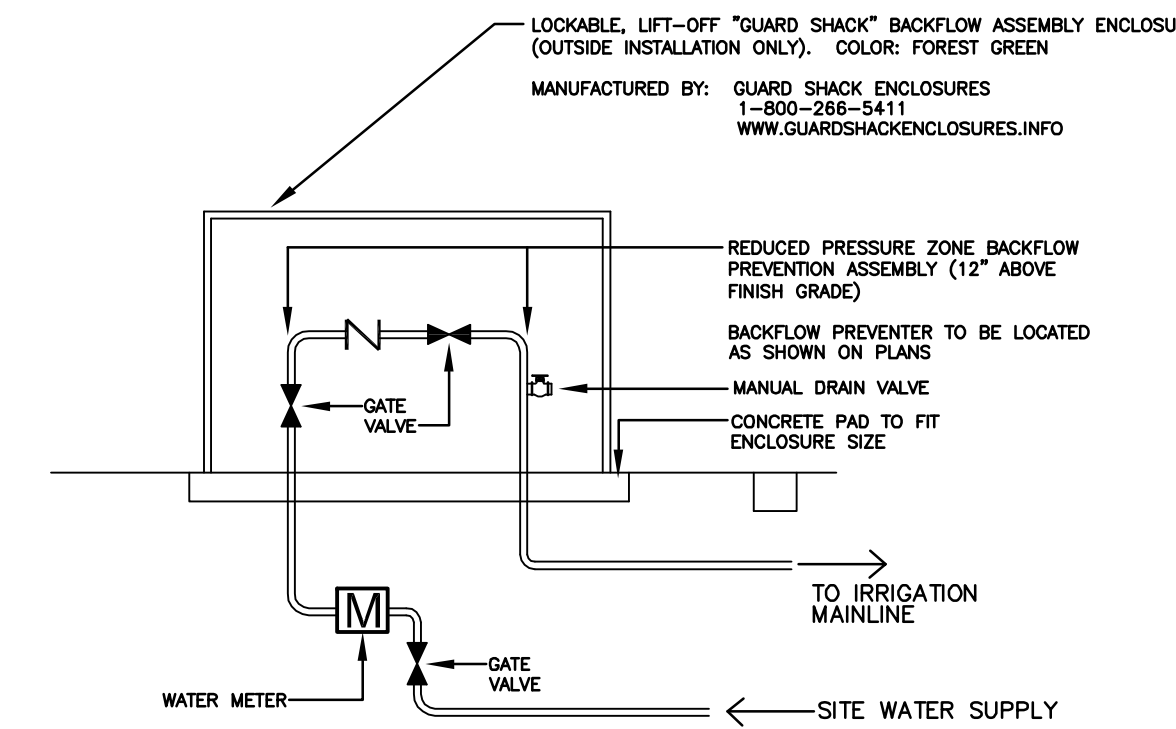 LOCKABLE, LIFT-OFF "GUARD SHACK" BACKFLOW ASSEMBLY ENCLOSU
(OUTSIDE INSTALLATION ONLY). COLOR: FOREST GREEN
MANUFACTURED BY: GUARD SHACK ENCLOSURES
1-800-266-5411
WWW.GUARDSHACKENCLOSURES.INFO
REDUCED PRESSURE ZONE BACKFLOW
PREVENTION ASSEMBLY (12" ABOVE
FINISH GRADE)
BACKFLOW PREVENTER TO BE LOCATED
AS SHOWN ON PLANS
MANUAL DRAIN VALVE
GATE
VALVE
CONCRETE PAD TO FIT
ENCLOSURE SIZE
TO IRRIGATION
MAINLINE
M
GATE
VALVE
WATER METER
SITE WATER SUPPLY